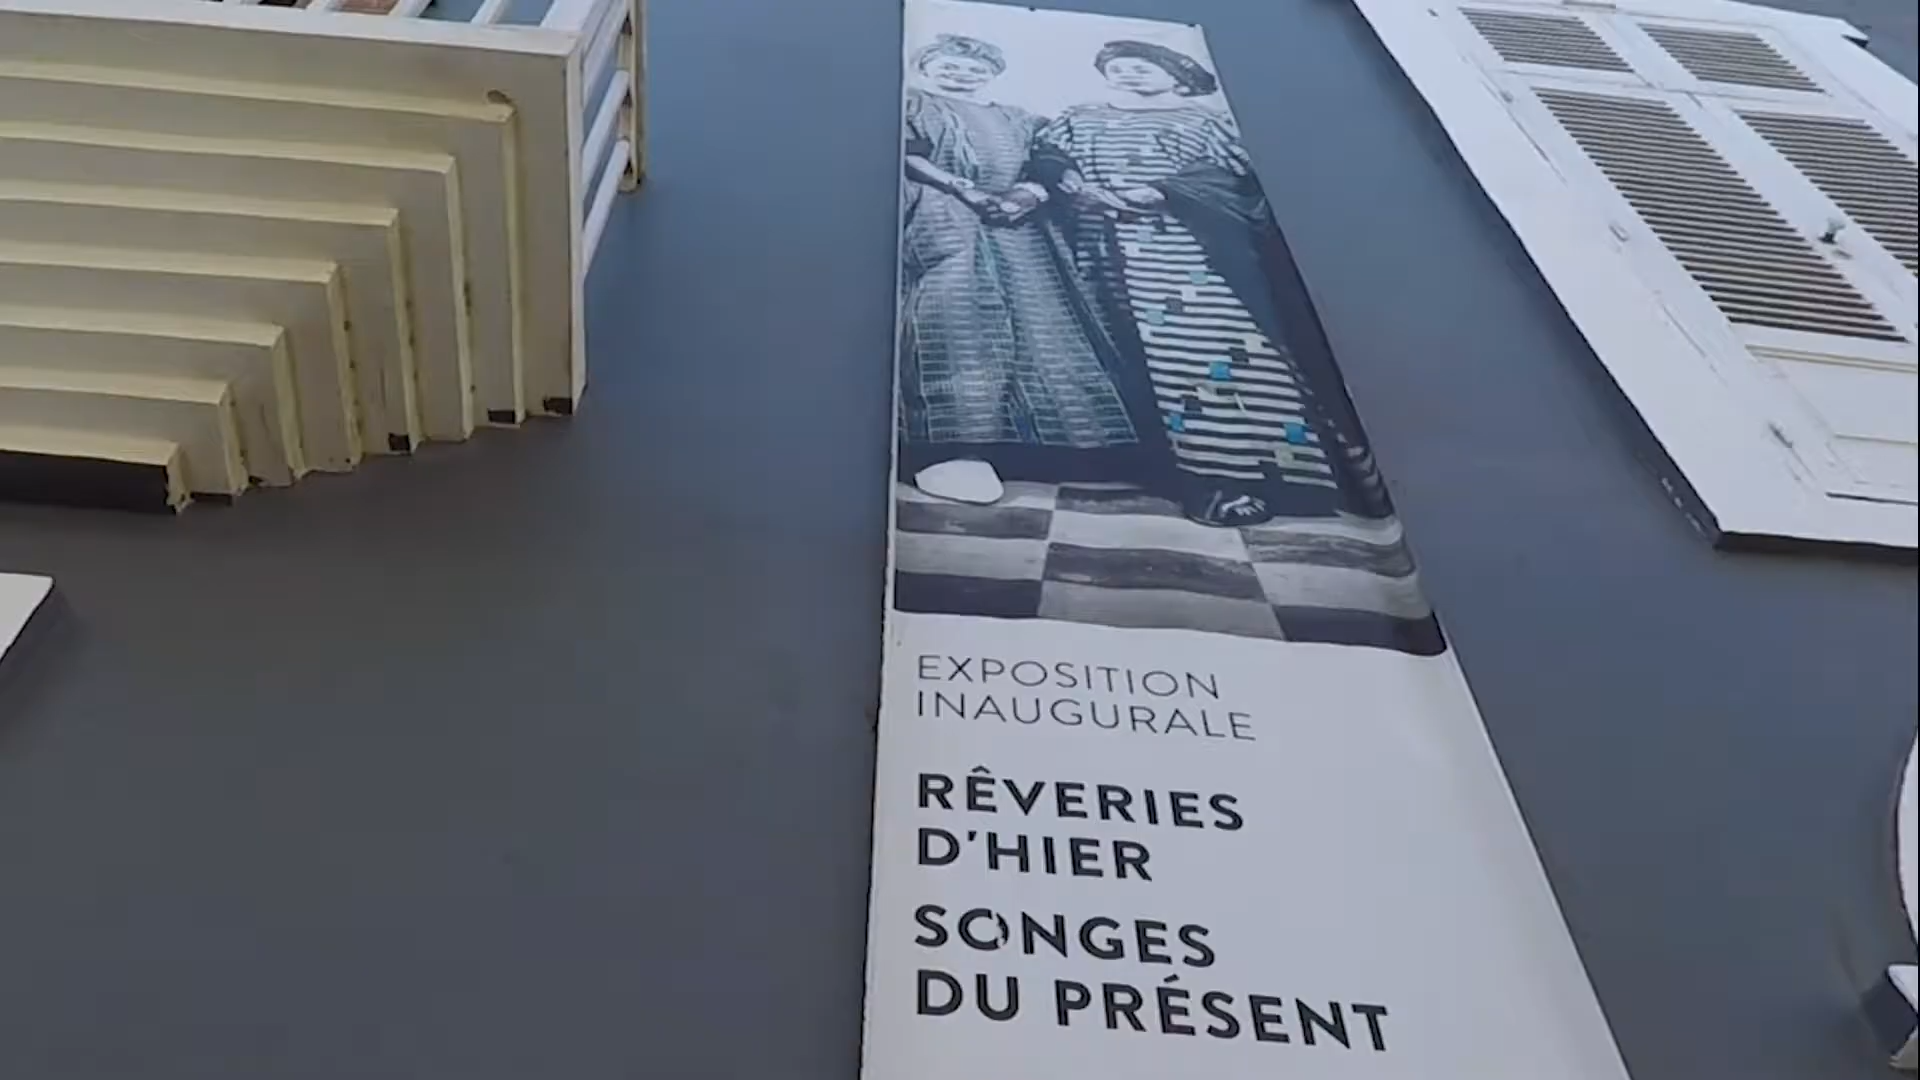 EXPOSITION
INAUGURALE
RÊVERIES
D'HIER
SONGES
DU PRÉSENT